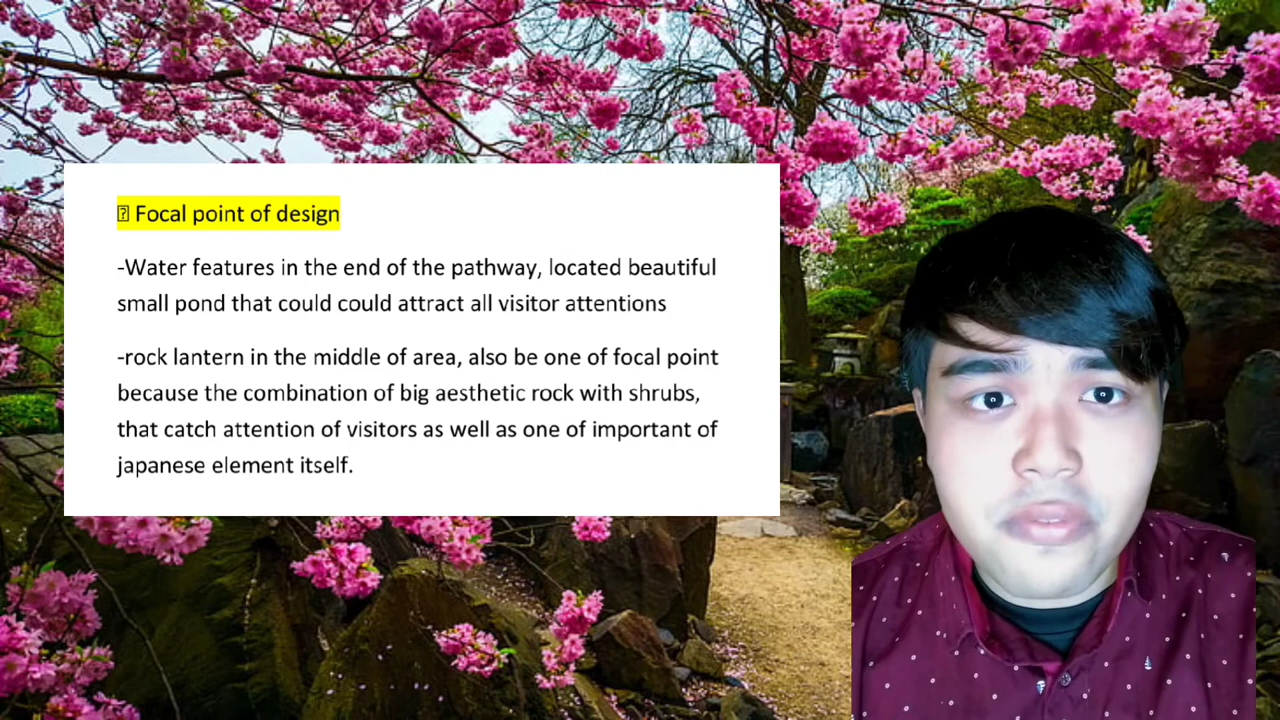 Focal point of design
-Water features in the end of the pathway, located beautiful
small pond that could could attract all visitor attentions
-rock lantern in the middle of area, also be one of focal point
because the combination of big aesthetic rock with shrubs,
that catch attention of visitors as well as one of important of
japanese element itself.